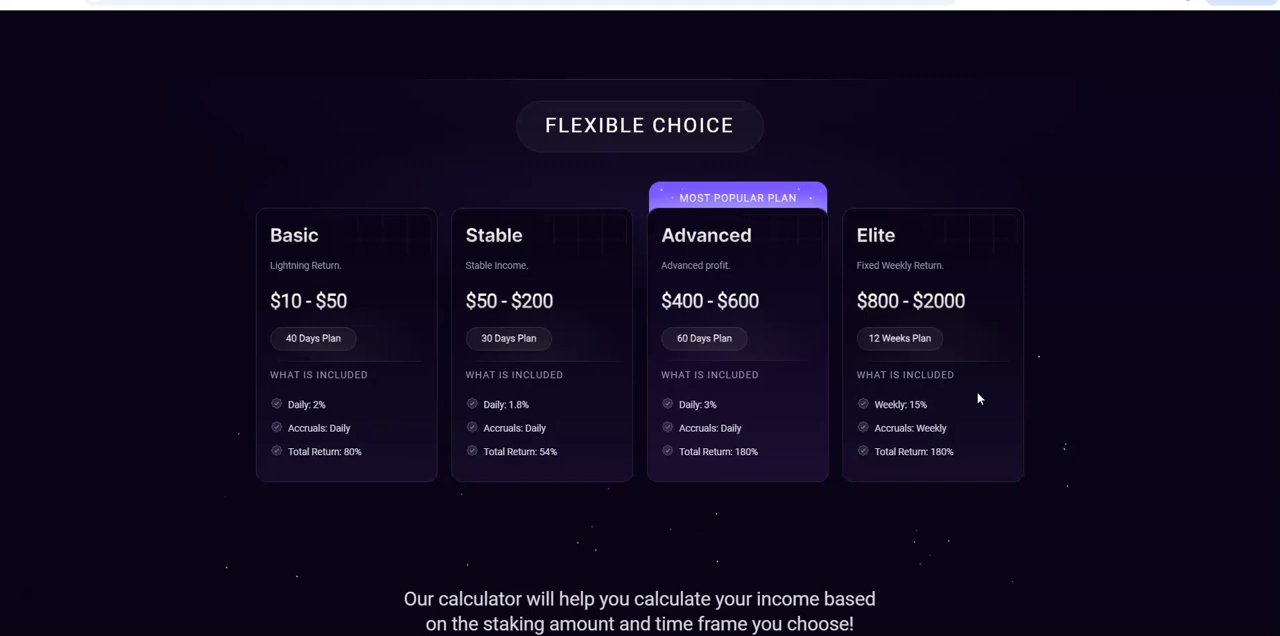 FLEXIBLE CHOICE
MOST POPULAR PLAN
Basic
Lightning Return.
$10 - $50
40 Days Plan
WHAT IS INCLUDED
Daily: 2%
Accruals: Daily
Total Return: 80%
Stable
Stable Income.
$50 - $200
30 Days Plan
WHAT IS INCLUDED
Daily: 1.8%
Accruals: Daily
Total Return: 54%
Advanced
Advanced profit.
$400 - $600
60 Days Plan
WHAT IS INCLUDED
Daily: 3%
Accruals: Daily
Total Return: 180%
Elite
Fixed Weekly Return.
$800 - $2000
12 Weeks Plan
WHAT IS INCLUDED
Weekly: 15%
Accruals: Weekly
Total Return: 180%
Our calculator will help you calculate your income based
on the staking amount and time frame you choose!